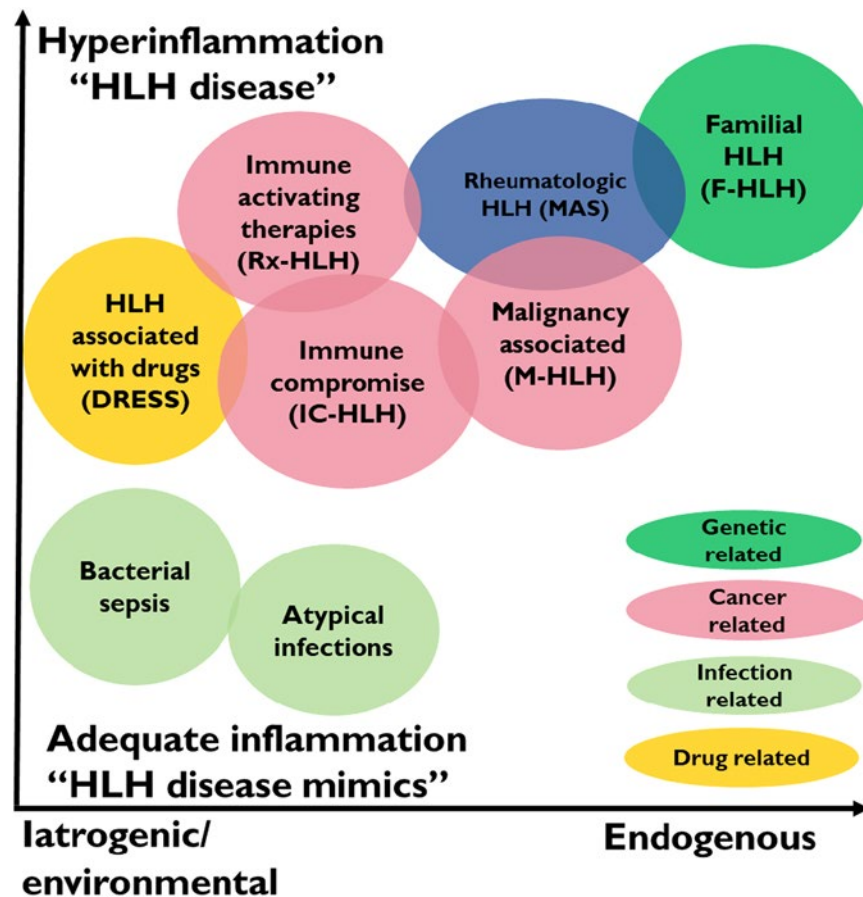 Hyperinflammation
“HLH disease”
Familial
HLH
(F-HLH)
Immune
activating
therapies
(Rx-HLH)
Rheumatologic
HLH (MAS)
HLH
associated
with drugs
(DRESS)
Immune
compromise
(IC-HLH)
Malignancy
associated
(M-HLH)
Bacterial
sepsis
Atypical
infections
Genetic
related
Cancer
related
Infection
related
Drug related
Adequate inflammation
“HLH disease mimics”
Iatrogenic/
environmental
Endogenous